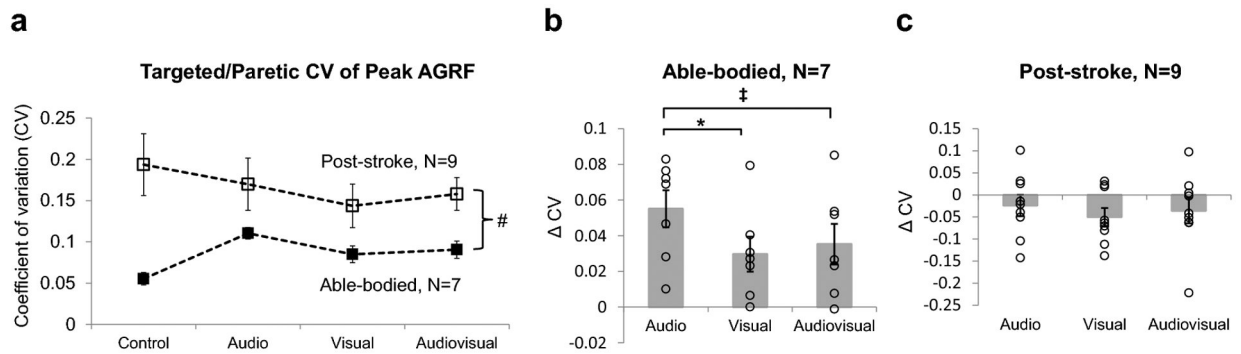 a
Targeted/Paretic CV of Peak AGRF
Coefficient of variation (CV)
0.25
0.2
0.15
0.1
0.05
0
Post-stroke, N=9
#
Able-bodied, N=7
Control Audio Visual Audiovisual
b
Able-bodied, N=7
‡
*
Δ CV
0.1
0.08
0.06
0.04
0.02
0
-0.02
Audio Visual Audiovisual
c
Post-stroke, N=9
Δ CV
0.15
0.1
0.05
0
-0.05
-0.1
-0.15
-0.2
-0.25
Audio Visual Audiovisual